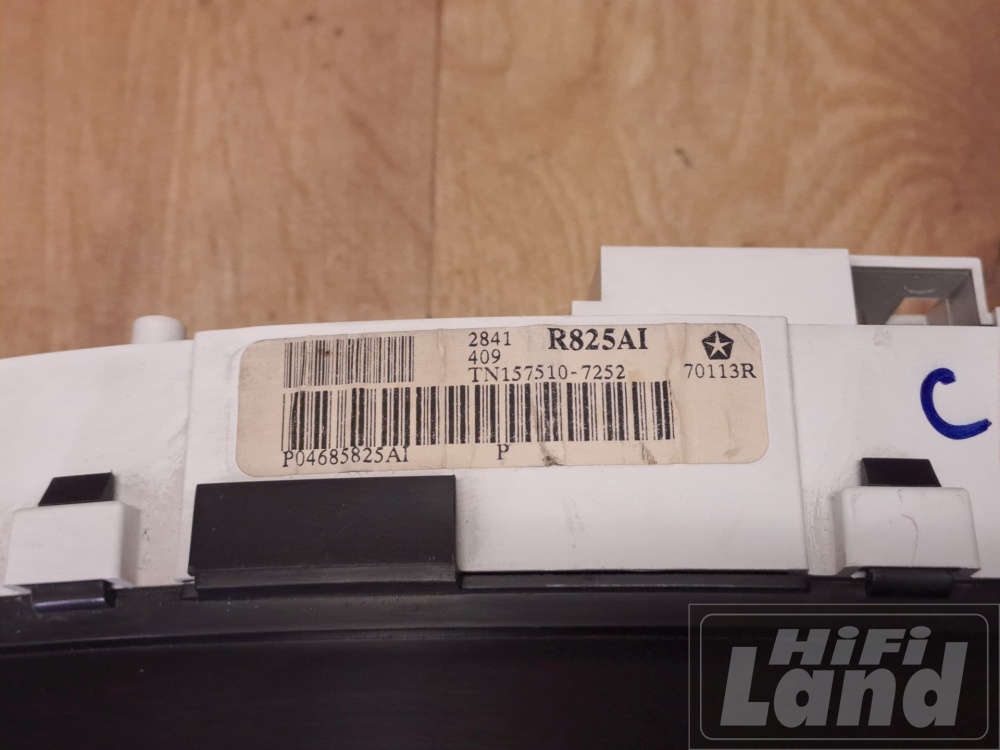 2841 R825AI
409
TN157510-7252 70113R
P04685825AI P
C
HiFi
Land